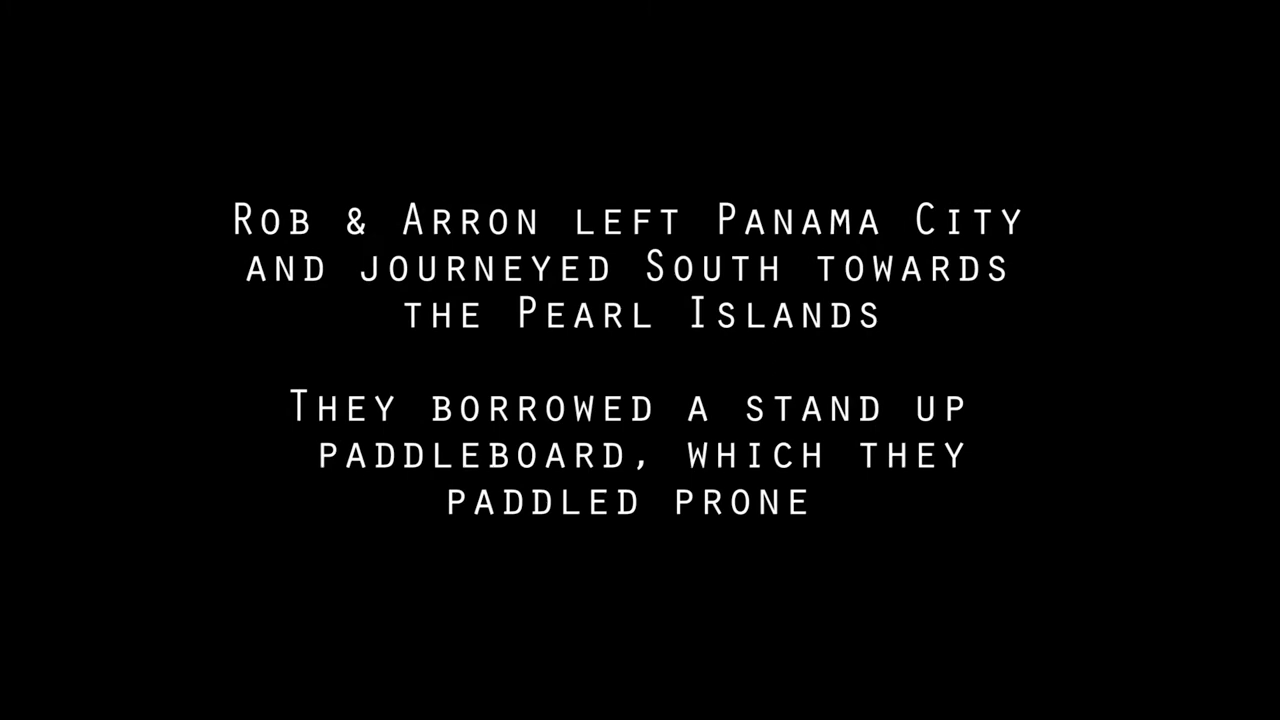 Rob & Arron left Panama City
and journeyed South towards
the Pearl Islands
They borrowed a stand up
paddleboard, which they
paddled prone